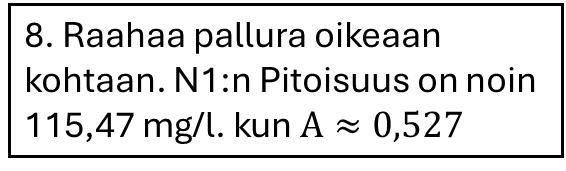 8. Raahaa pallura oikeaan
kohtaan. N1:n Pitoisuus on noin
115,47 mg/l. kun A ≈ 0,527